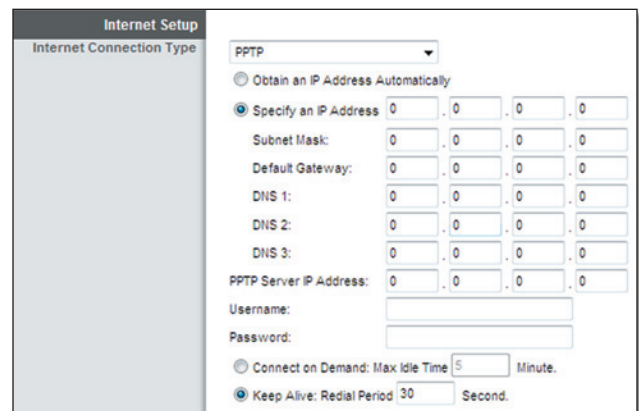 Internet Setup
Internet Connection Type PPTP
Obtain an IP Address Automatically
Specify an IP Address 0 . 0 . 0 . 0
Subnet Mask: 0 . 0 . 0 . 0
Default Gateway: 0 . 0 . 0 . 0
DNS 1: 0 . 0 . 0 . 0
DNS 2: 0 . 0 . 0 . 0
DNS 3: 0 . 0 . 0 . 0
PPTP Server IP Address: 0 . 0 . 0 . 0
Username:
Password:
Connect on Demand: Max Idle Time 5 Minute.
Keep Alive: Redial Period 30 Second.